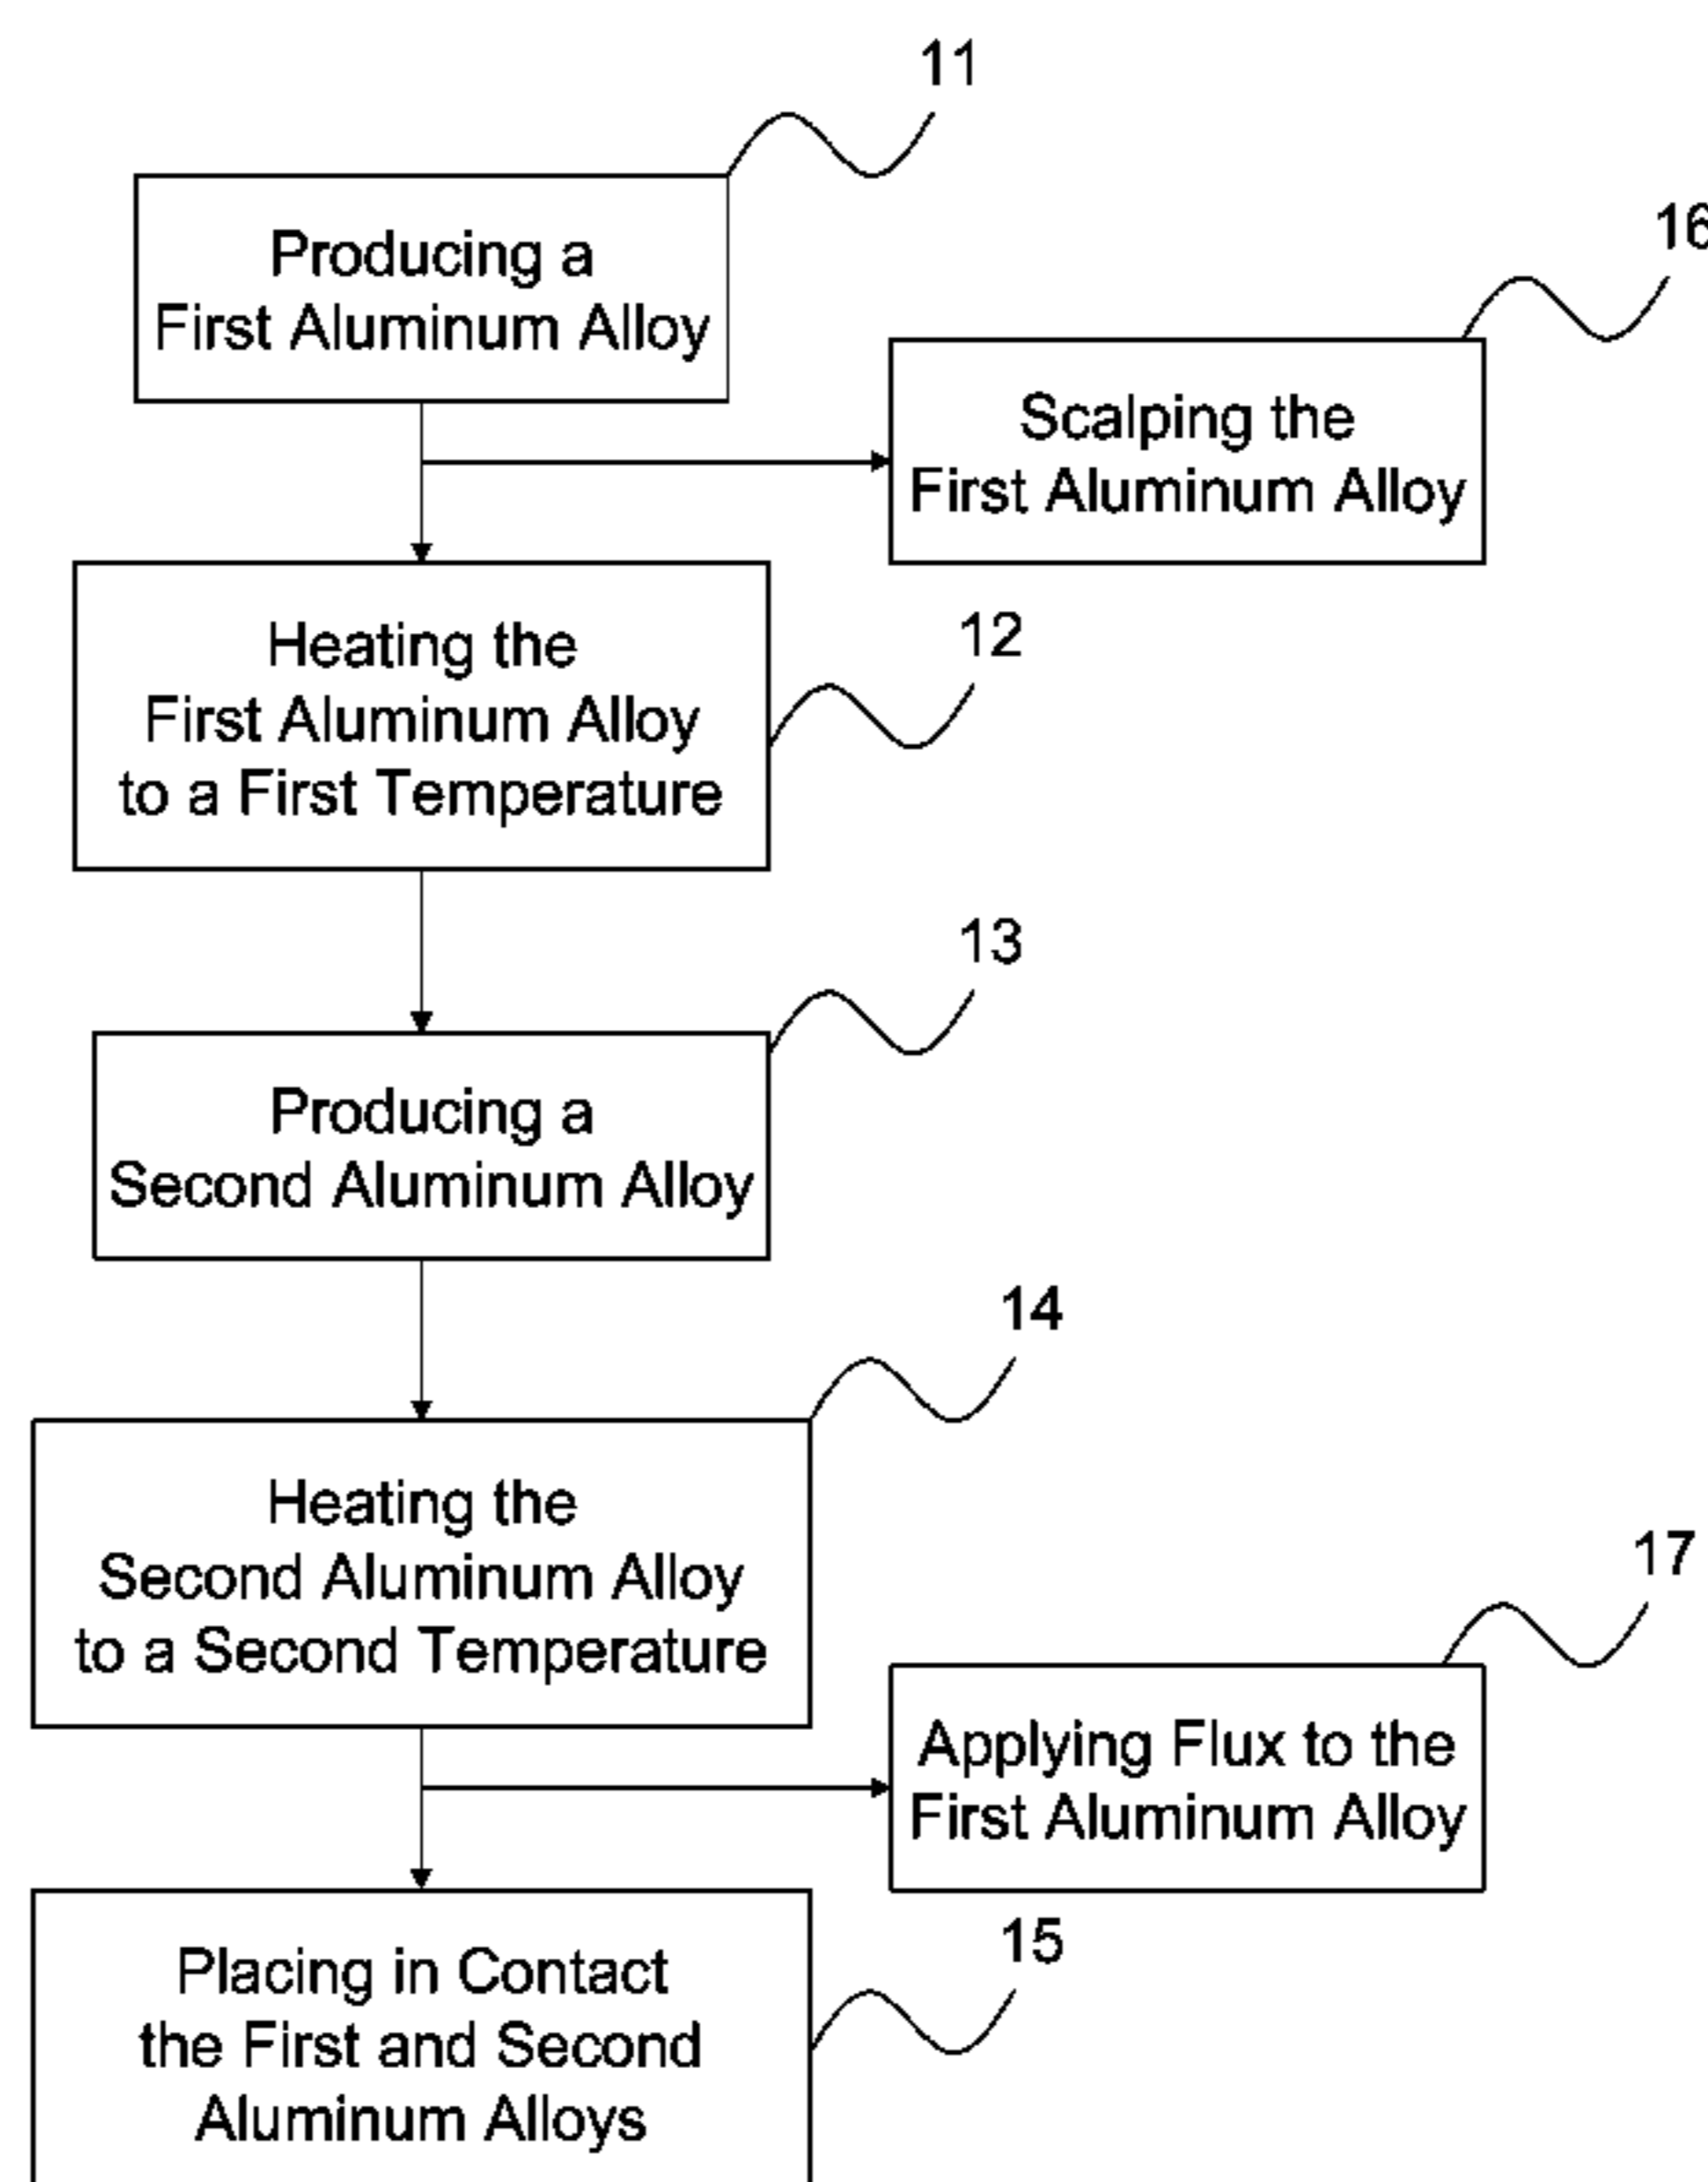 11
Producing a
First Aluminum Alloy
16
Scalping the
First Aluminum Alloy
12
Heating the
First Aluminum Alloy
to a First Temperature
13
Producing a
Second Aluminum Alloy
14
Heating the
Second Aluminum Alloy
to a Second Temperature
17
Applying Flux to the
First Aluminum Alloy
15
Placing in Contact
the First and Second
Aluminum Alloys